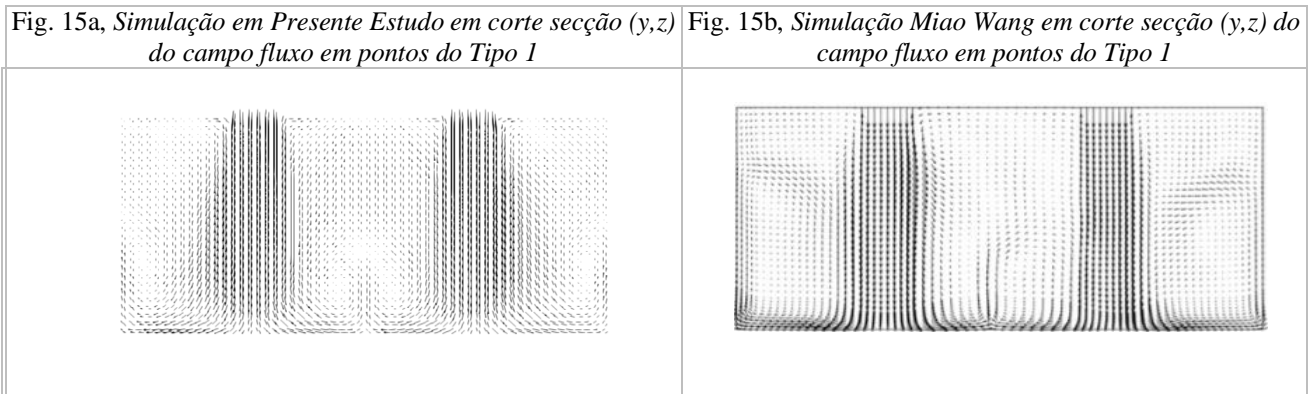 Fig. 15a, Simulação em Presente Estudo em corte secção (y,z)
do campo fluxo em pontos do Tipo 1
Fig. 15b, Simulação Miao Wang em corte secção (y,z) do
campo fluxo em pontos do Tipo 1